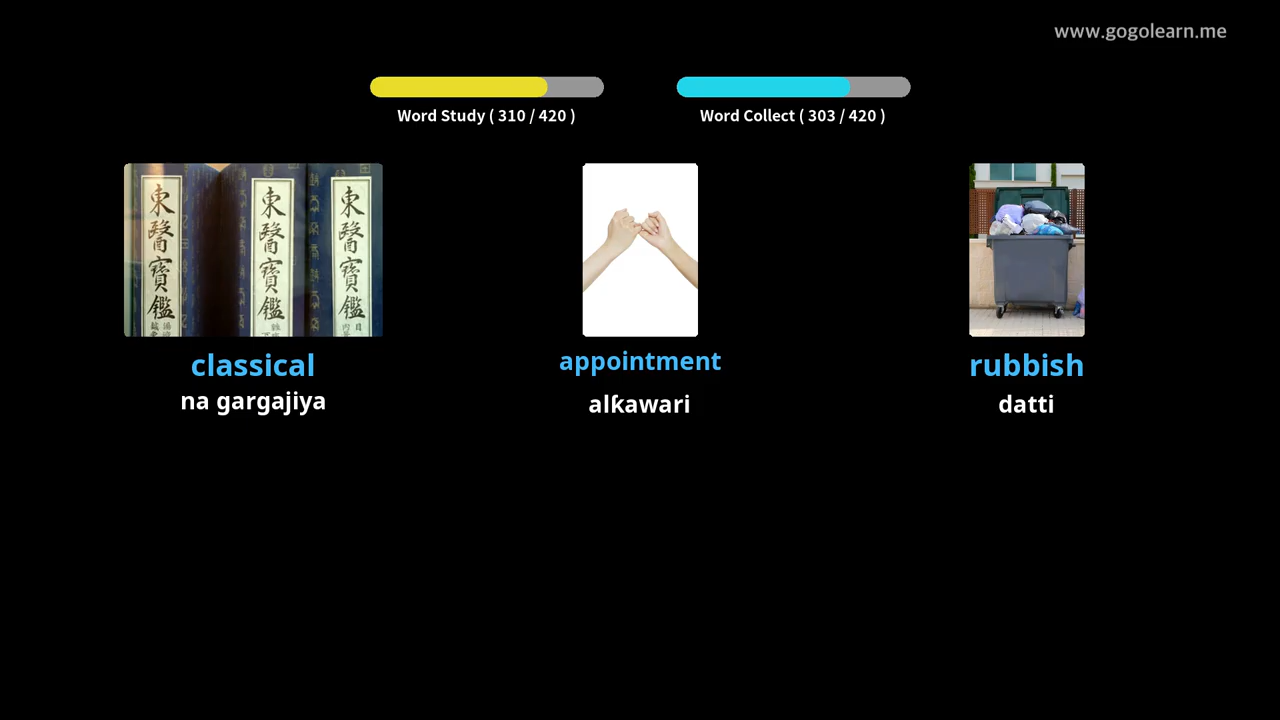 www.gogolearn.me
Word Study ( 310 / 420 )
Word Collect ( 303 / 420 )
東醫寶鑑
東醫寶鑑
東醫寶鑑
classical
na gargajiya
appointment
alƙawari
rubbish
datti